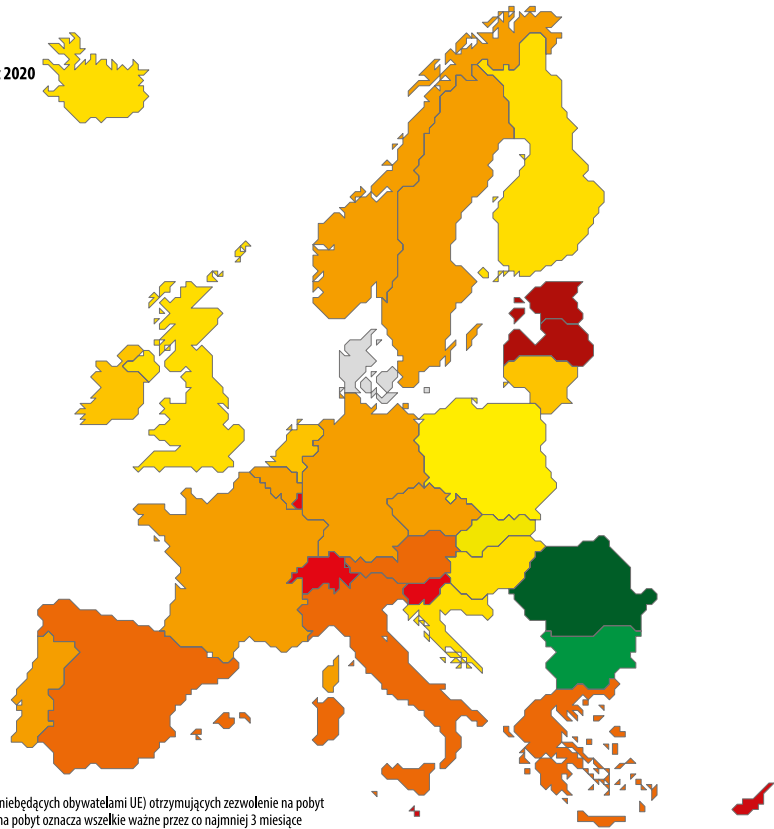 2020
niebędących obywatelami UE) otrzymujących zezwolenie na pobyt
na pobyt oznacza wszelkie ważne przez co najmniej 3 miesiące